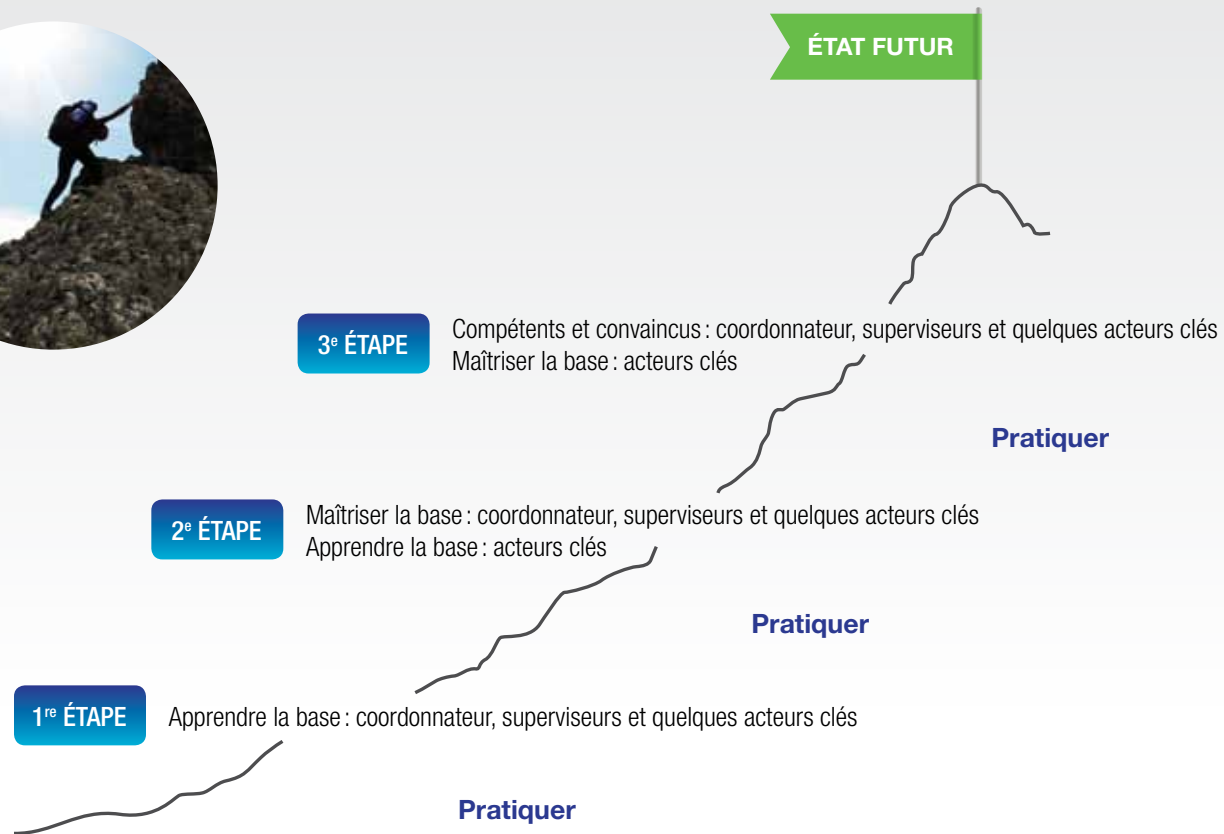 ÉTAT FUTUR
3e ÉTAPE
Compétents et convaincus : coordonnateur, superviseurs et quelques acteurs clés
Maîtriser la base : acteurs clés
Pratiquer
2e ÉTAPE
Maîtriser la base : coordonnateur, superviseurs et quelques acteurs clés
Apprendre la base : acteurs clés
Pratiquer
1re ÉTAPE
Apprendre la base : coordonnateur, superviseurs et quelques acteurs clés
Pratiquer